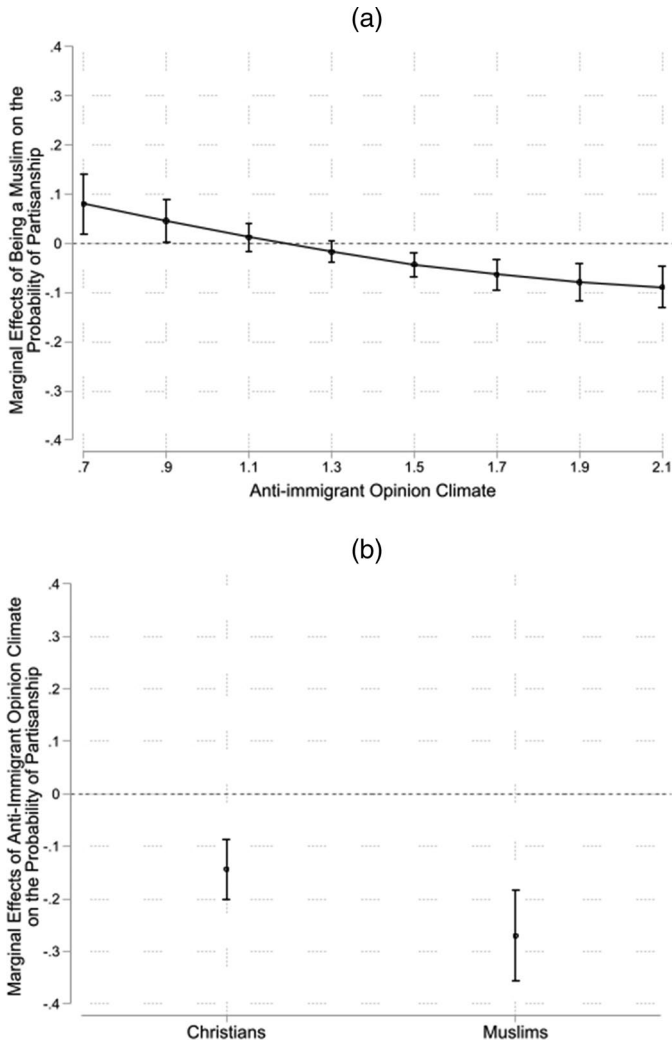 (a)
Marginal Effects of Being a Muslim on the
Probability of Partisanship
.4
.3
.2
.1
0
-.1
-.2
-.3
-.4
.7 .9 1.1 1.3 1.5 1.7 1.9 2.1
Anti-immigrant Opinion Climate
(b)
Marginal Effects of Anti-Immigrant Opinion Climate
on the Probability of Partisanship
.4
.3
.2
.1
0
-.1
-.2
-.3
-.4
Christians Muslims